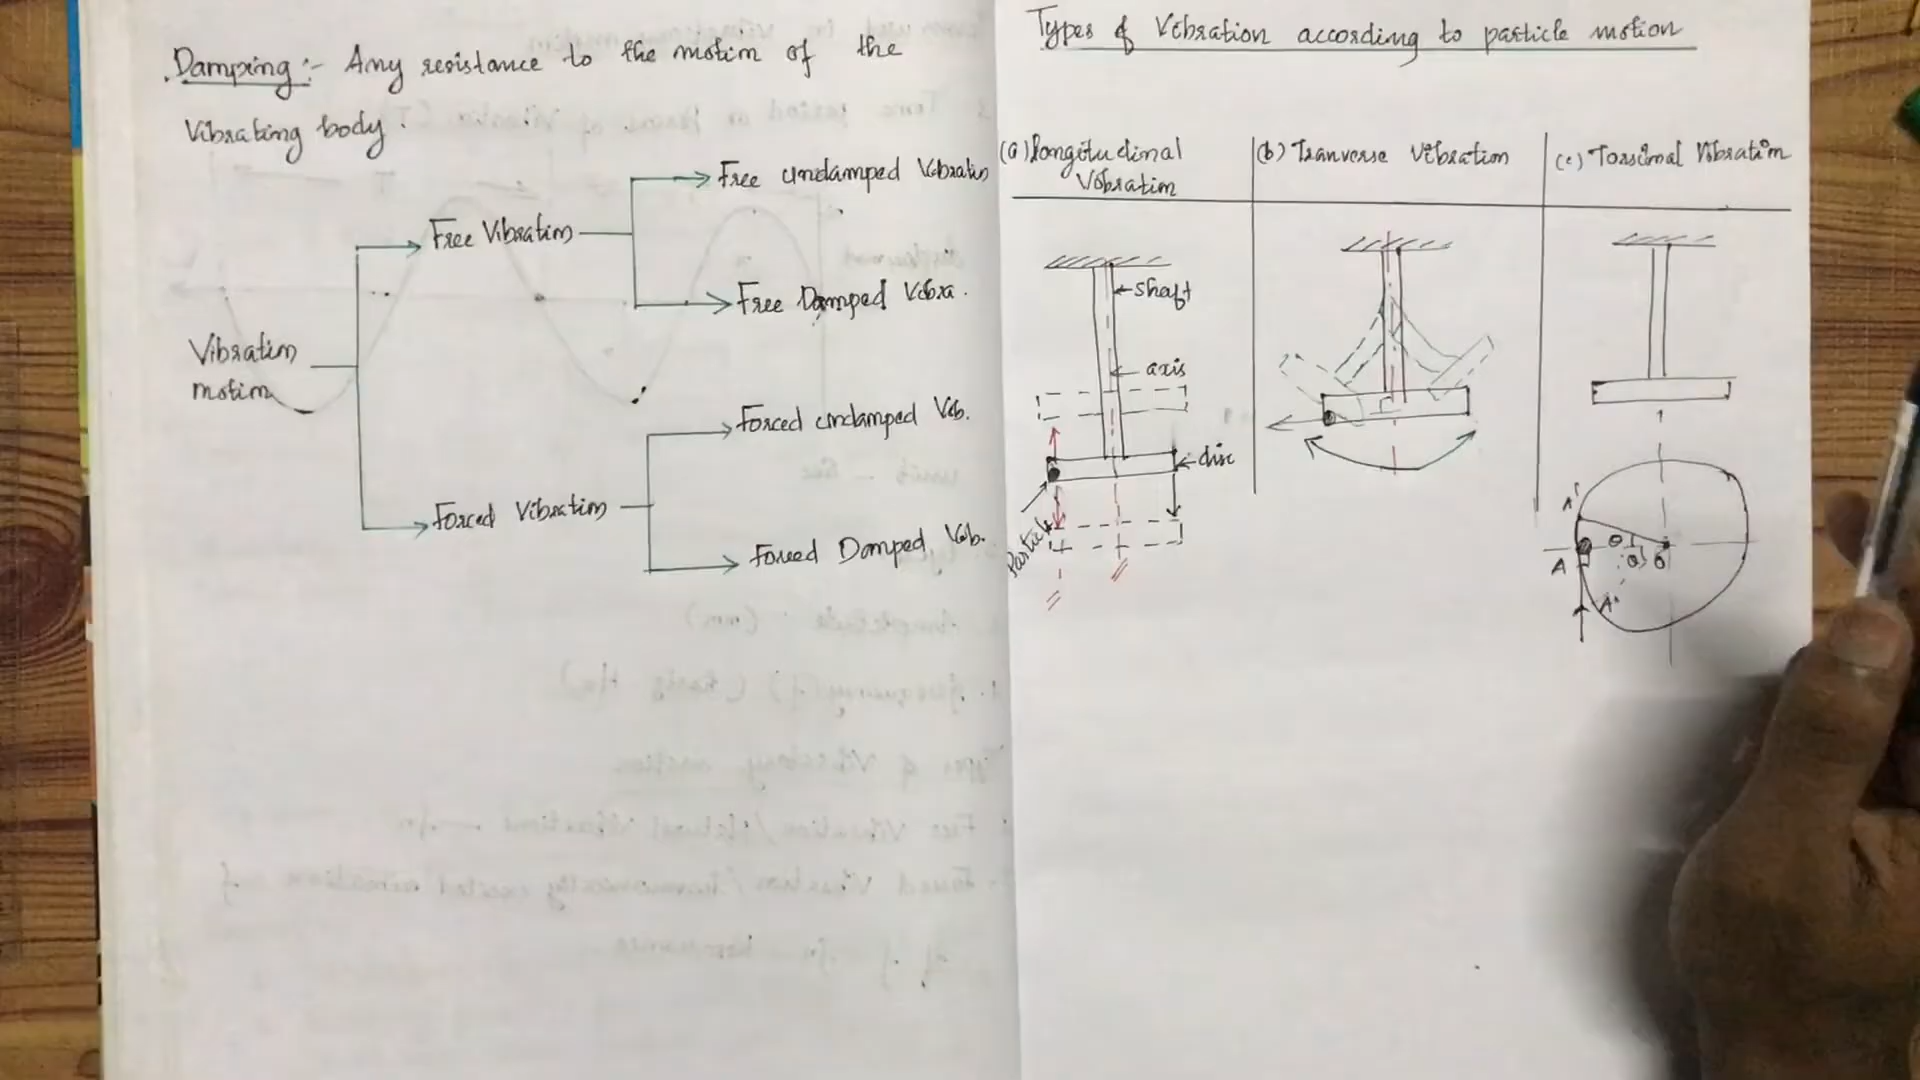 Damping :- Any resistance to the motion of the
Vibrating body.
Vibration
motion
Free Vibration
Free Undamped Vibration
Free Damped Vibra.
Forced Vibration
Forced undamped Vib.
Forced Damped Vib.
Types of Vibration according to particle motion
(a) Longitudinal
Vibration
shaft
axis
disc
Particle
(b) Tranverse Vibration
(c) Torsional Vibration
A'
A
θ
θ
A"